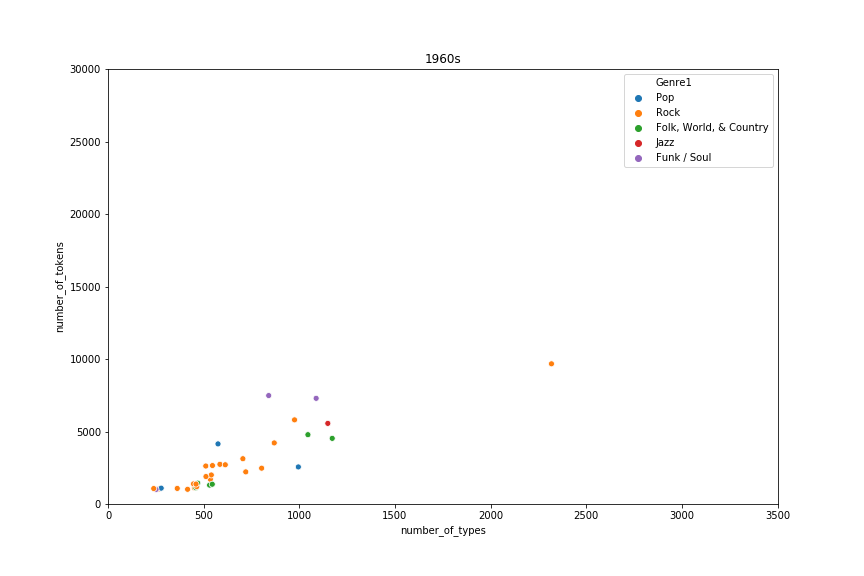 1960s
30000
25000
20000
15000
10000
5000
0
number_of_tokens
Genre1
Pop
Rock
Folk, World, & Country
Jazz
Funk / Soul
0 500 1000 1500 2000 2500 3000 3500
number_of_types